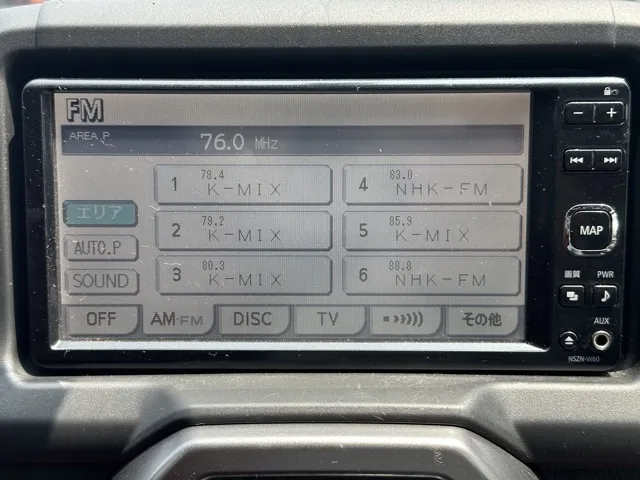 FM
AREA.P
76.0 MHz
1 78.4 K-MIX
4 83.0 NHK-FM
エリア
2 79.2 K-MIX
5 85.9 K-MIX
AUTO.P
3 80.3 K-MIX
6 88.8 NHK-FM
SOUND
OFF
AM·FM
DISC
TV
その他
− +
MAP
画質 PWR
AUX
NSZN-W60